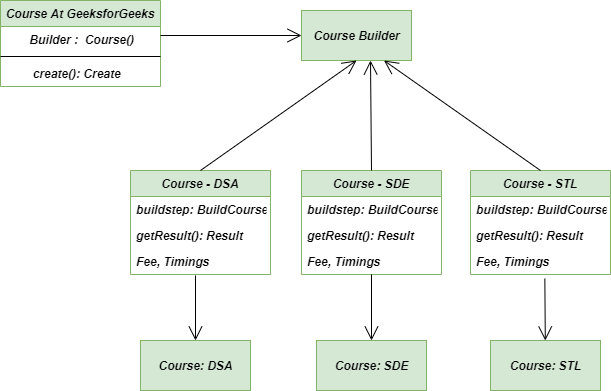 Course At GeeksforGeeks
Builder : Course()
create(): Create
Course Builder
Course - DSA
buildstep: BuildCourse
getResult(): Result
Fee, Timings
Course - SDE
buildstep: BuildCourse
getResult(): Result
Fee, Timings
Course - STL
buildstep: BuildCourse
getResult(): Result
Fee, Timings
Course: DSA
Course: SDE
Course: STL